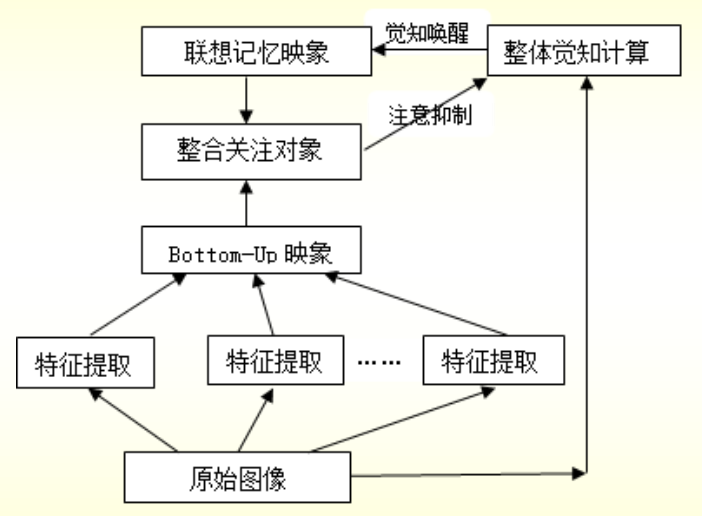 觉知唤醒
联想记忆映象
整体觉知计算
注意抑制
整合关注对象
Bottom-Up 映象
特征提取
特征提取
……
特征提取
原始图像